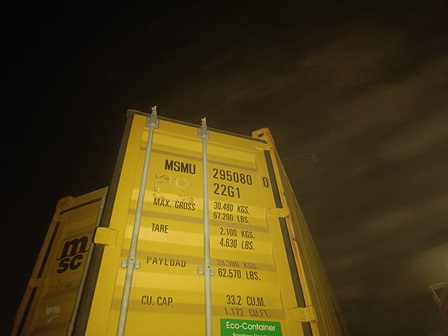 MSMU 295080 0
22G1
MAX. GROSS 30.480 KGS.
67.200 LBS.
TARE 2.100 KGS.
4.630 LBS.
PAYLOAD 28.380 KGS.
62.570 LBS.
CU. CAP. 33.2 CU.M.
1.172 CU.FT.
Eco-Container
msc